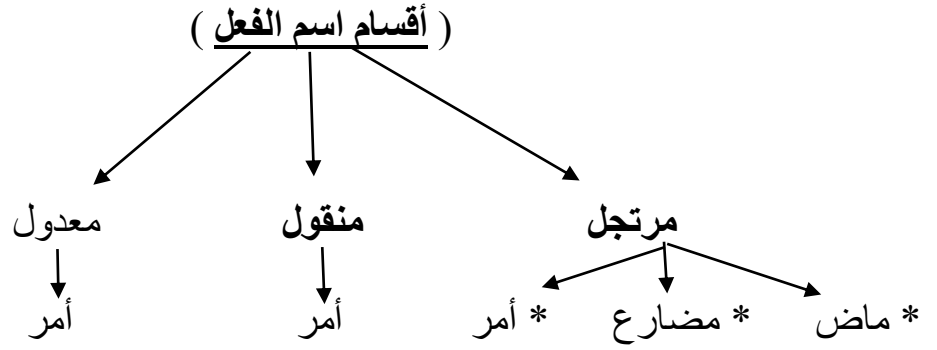 ( أقسام اسم الفعل )
مرتجل منقول معدول
* ماض * مضارع * أمر أمر أمر